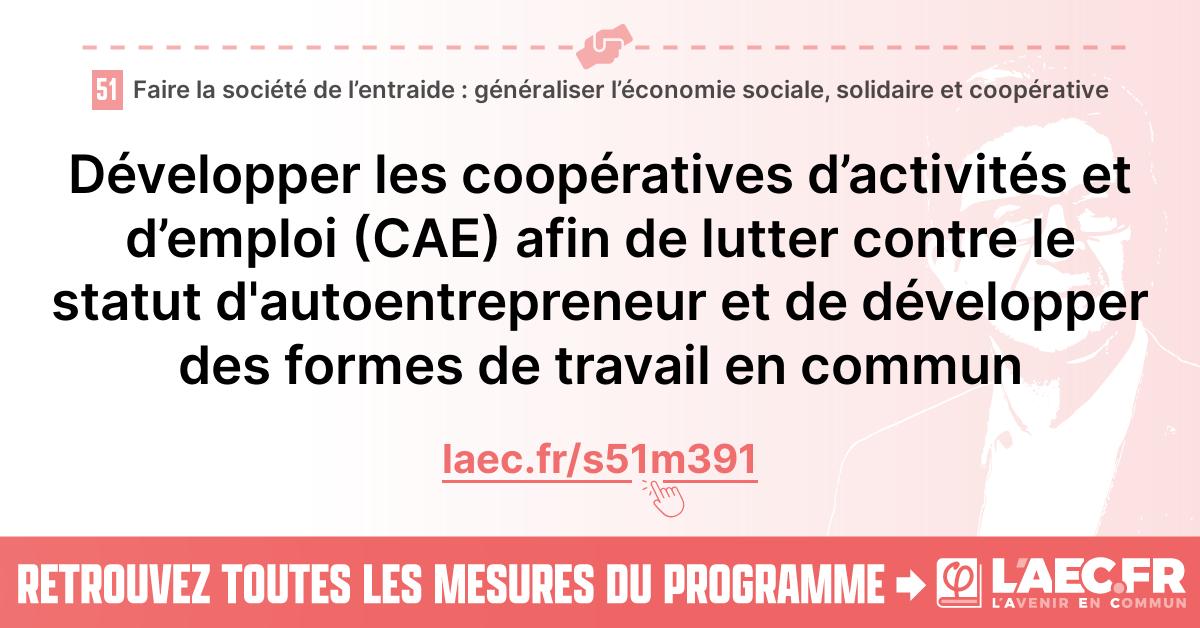 51 Faire la société de l’entraide : généraliser l’économie sociale, solidaire et coopérative
Développer les coopératives d’activités et
d’emploi (CAE) afin de lutter contre le
statut d'autoentrepreneur et de développer
des formes de travail en commun
laec.fr/s51m391
RETROUVEZ TOUTES LES MESURES DU PROGRAMME
φ L'AEC.FR
L'AVENIR EN COMMUN